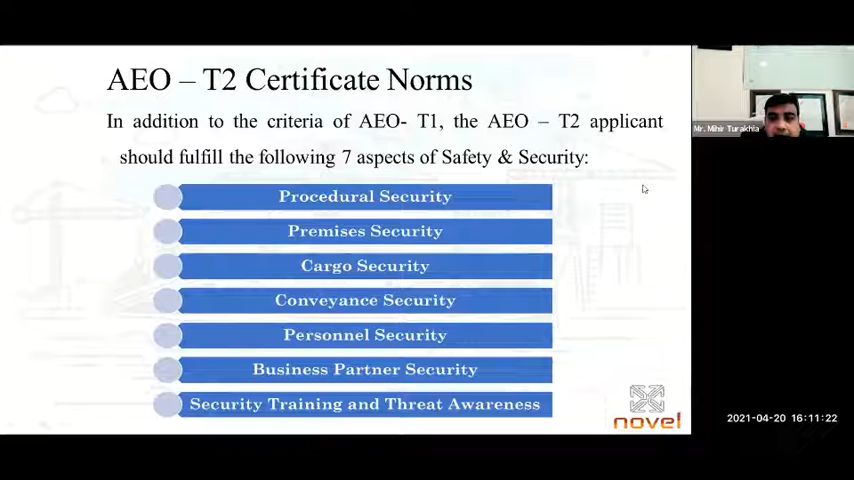 AEO – T2 Certificate Norms
In addition to the criteria of AEO- T1, the AEO – T2 applicant
should fulfill the following 7 aspects of Safety & Security:
Procedural Security
Premises Security
Cargo Security
Conveyance Security
Personnel Security
Business Partner Security
Security Training and Threat Awareness
novel
Mr. Mihir Turakhia
2021-04-20 16:11:22